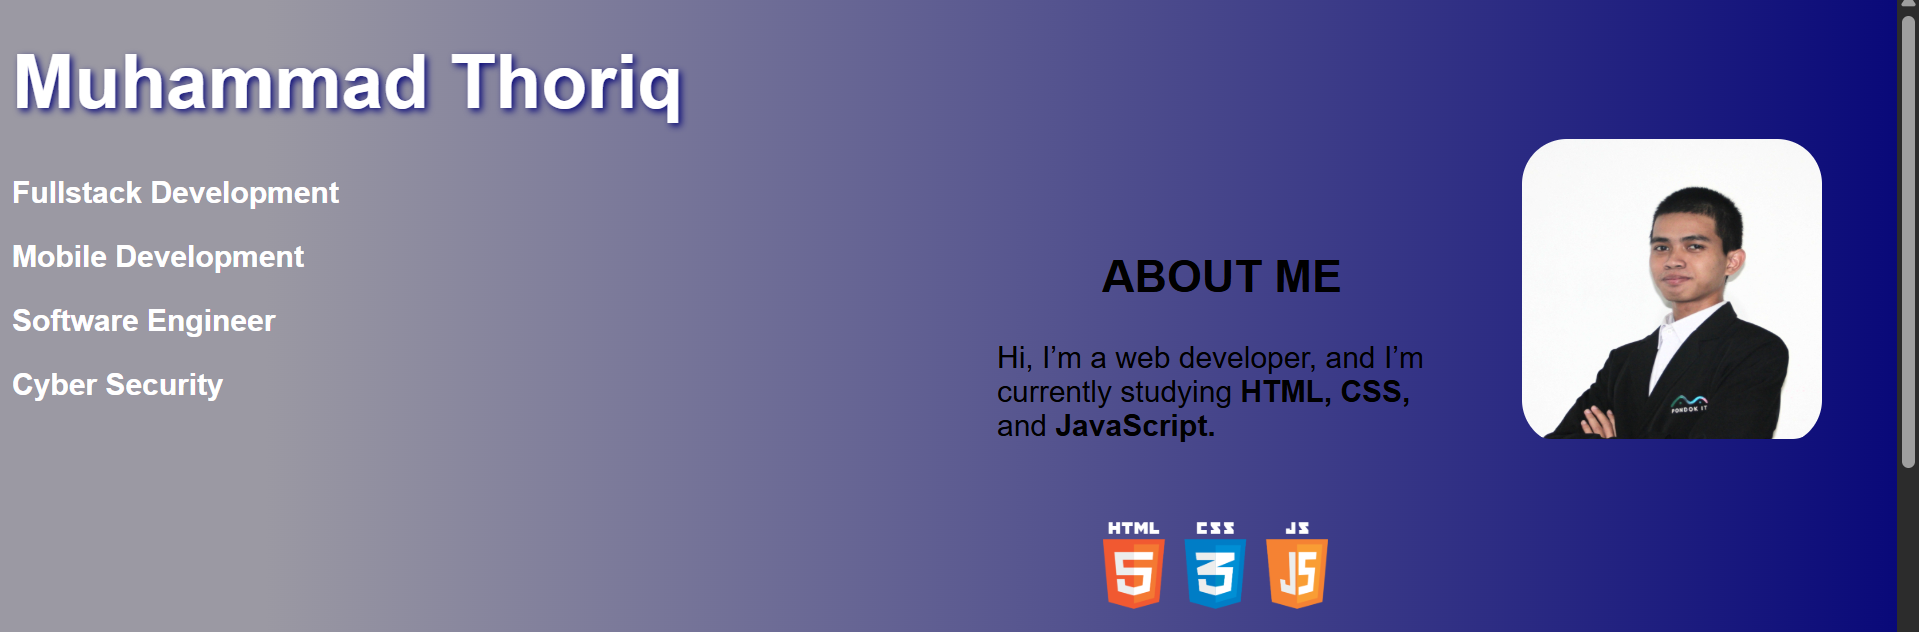 Muhammad Thoriq
Fullstack Development
Mobile Development
Software Engineer
Cyber Security
ABOUT ME
Hi, I’m a web developer, and I’m
currently studying HTML, CSS,
and JavaScript.
PONDOK IT
HTML CSS JS
5 3 JS